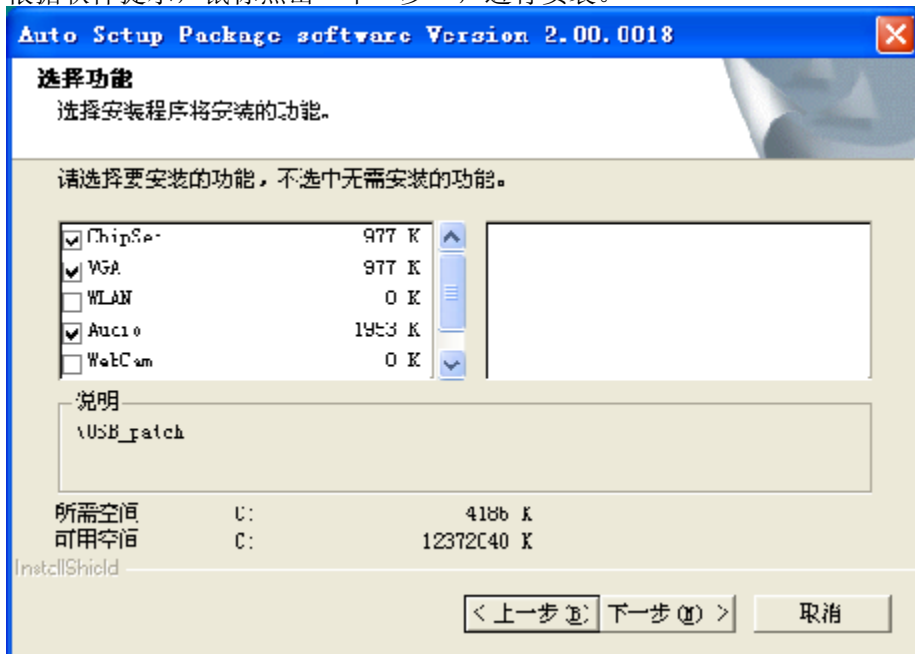 Auto Setup Package software Version 2.00.0018
选择功能
选择安装程序将安装的功能。
请选择要安装的功能，不选中无需安装的功能。
ChipSet 977 K
VGA 977 K
WLAN 0 K
Audio 1953 K
WebCam 0 K
说明
\USB_patch
所需空间 C: 4186 K
可用空间 C: 12372040 K
InstallShield
< 上一步(B) 下一步(N) > 取消